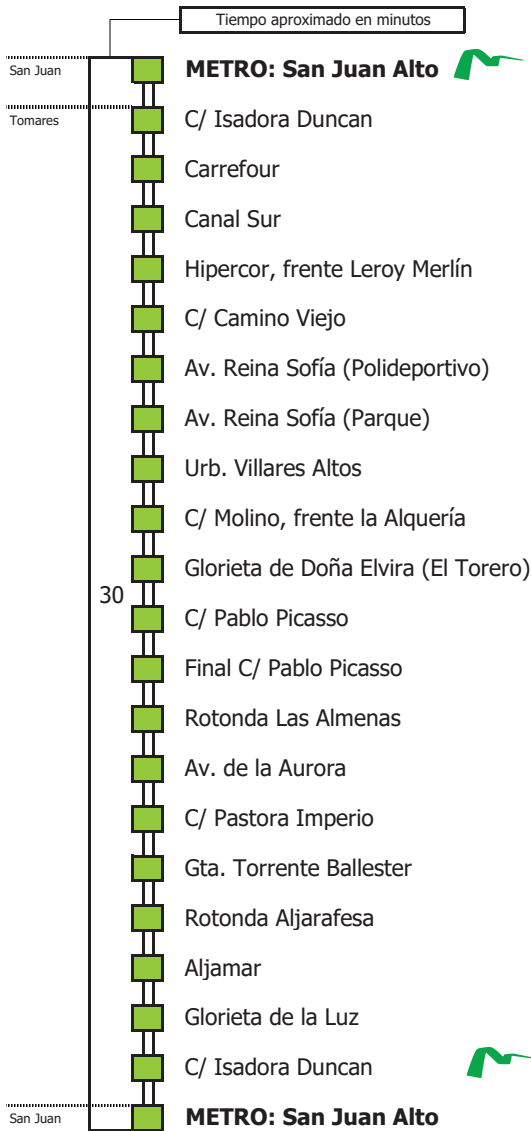 Tiempo aproximado en minutos
San Juan
METRO: San Juan Alto
Tomares
C/ Isadora Duncan
Carrefour
Canal Sur
Hipercor, frente Leroy Merlín
C/ Camino Viejo
Av. Reina Sofía (Polideportivo)
Av. Reina Sofía (Parque)
Urb. Villares Altos
C/ Molino, frente la Alquería
Glorieta de Doña Elvira (El Torero)
30
C/ Pablo Picasso
Final C/ Pablo Picasso
Rotonda Las Almenas
Av. de la Aurora
C/ Pastora Imperio
Gta. Torrente Ballester
Rotonda Aljarafesa
Aljamar
Glorieta de la Luz
C/ Isadora Duncan
San Juan
METRO: San Juan Alto